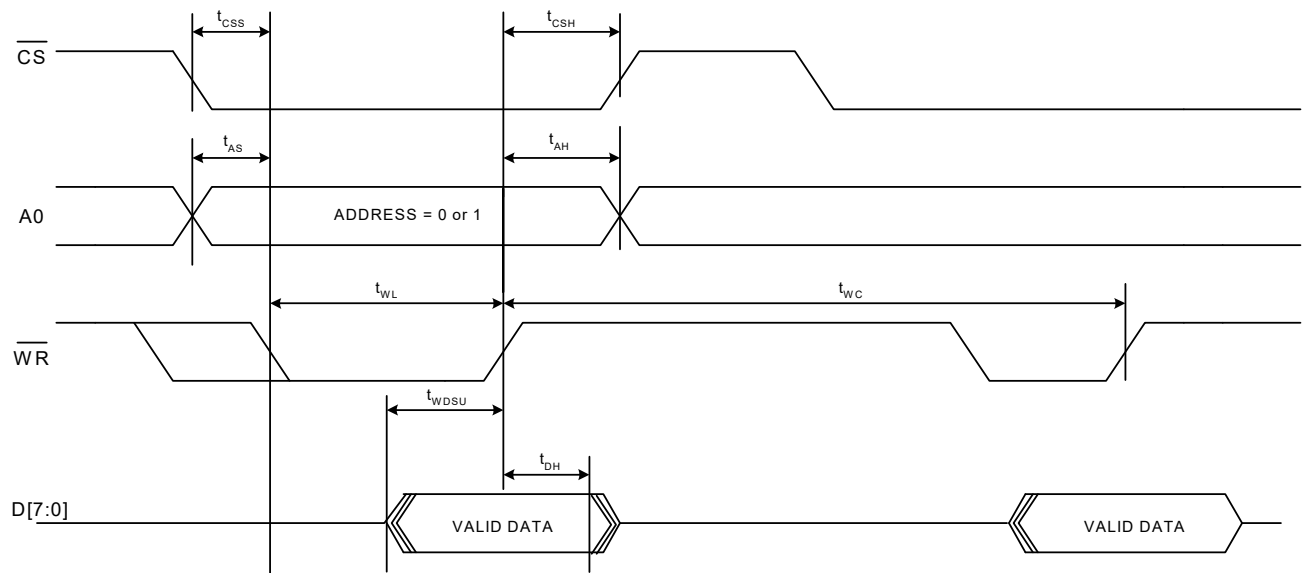 tCSS
tCSH
CS
tAS
tAH
A0
ADDRESS = 0 or 1
tWL
tWC
WR
tWDSU
tDH
D[7:0]
VALID DATA
VALID DATA